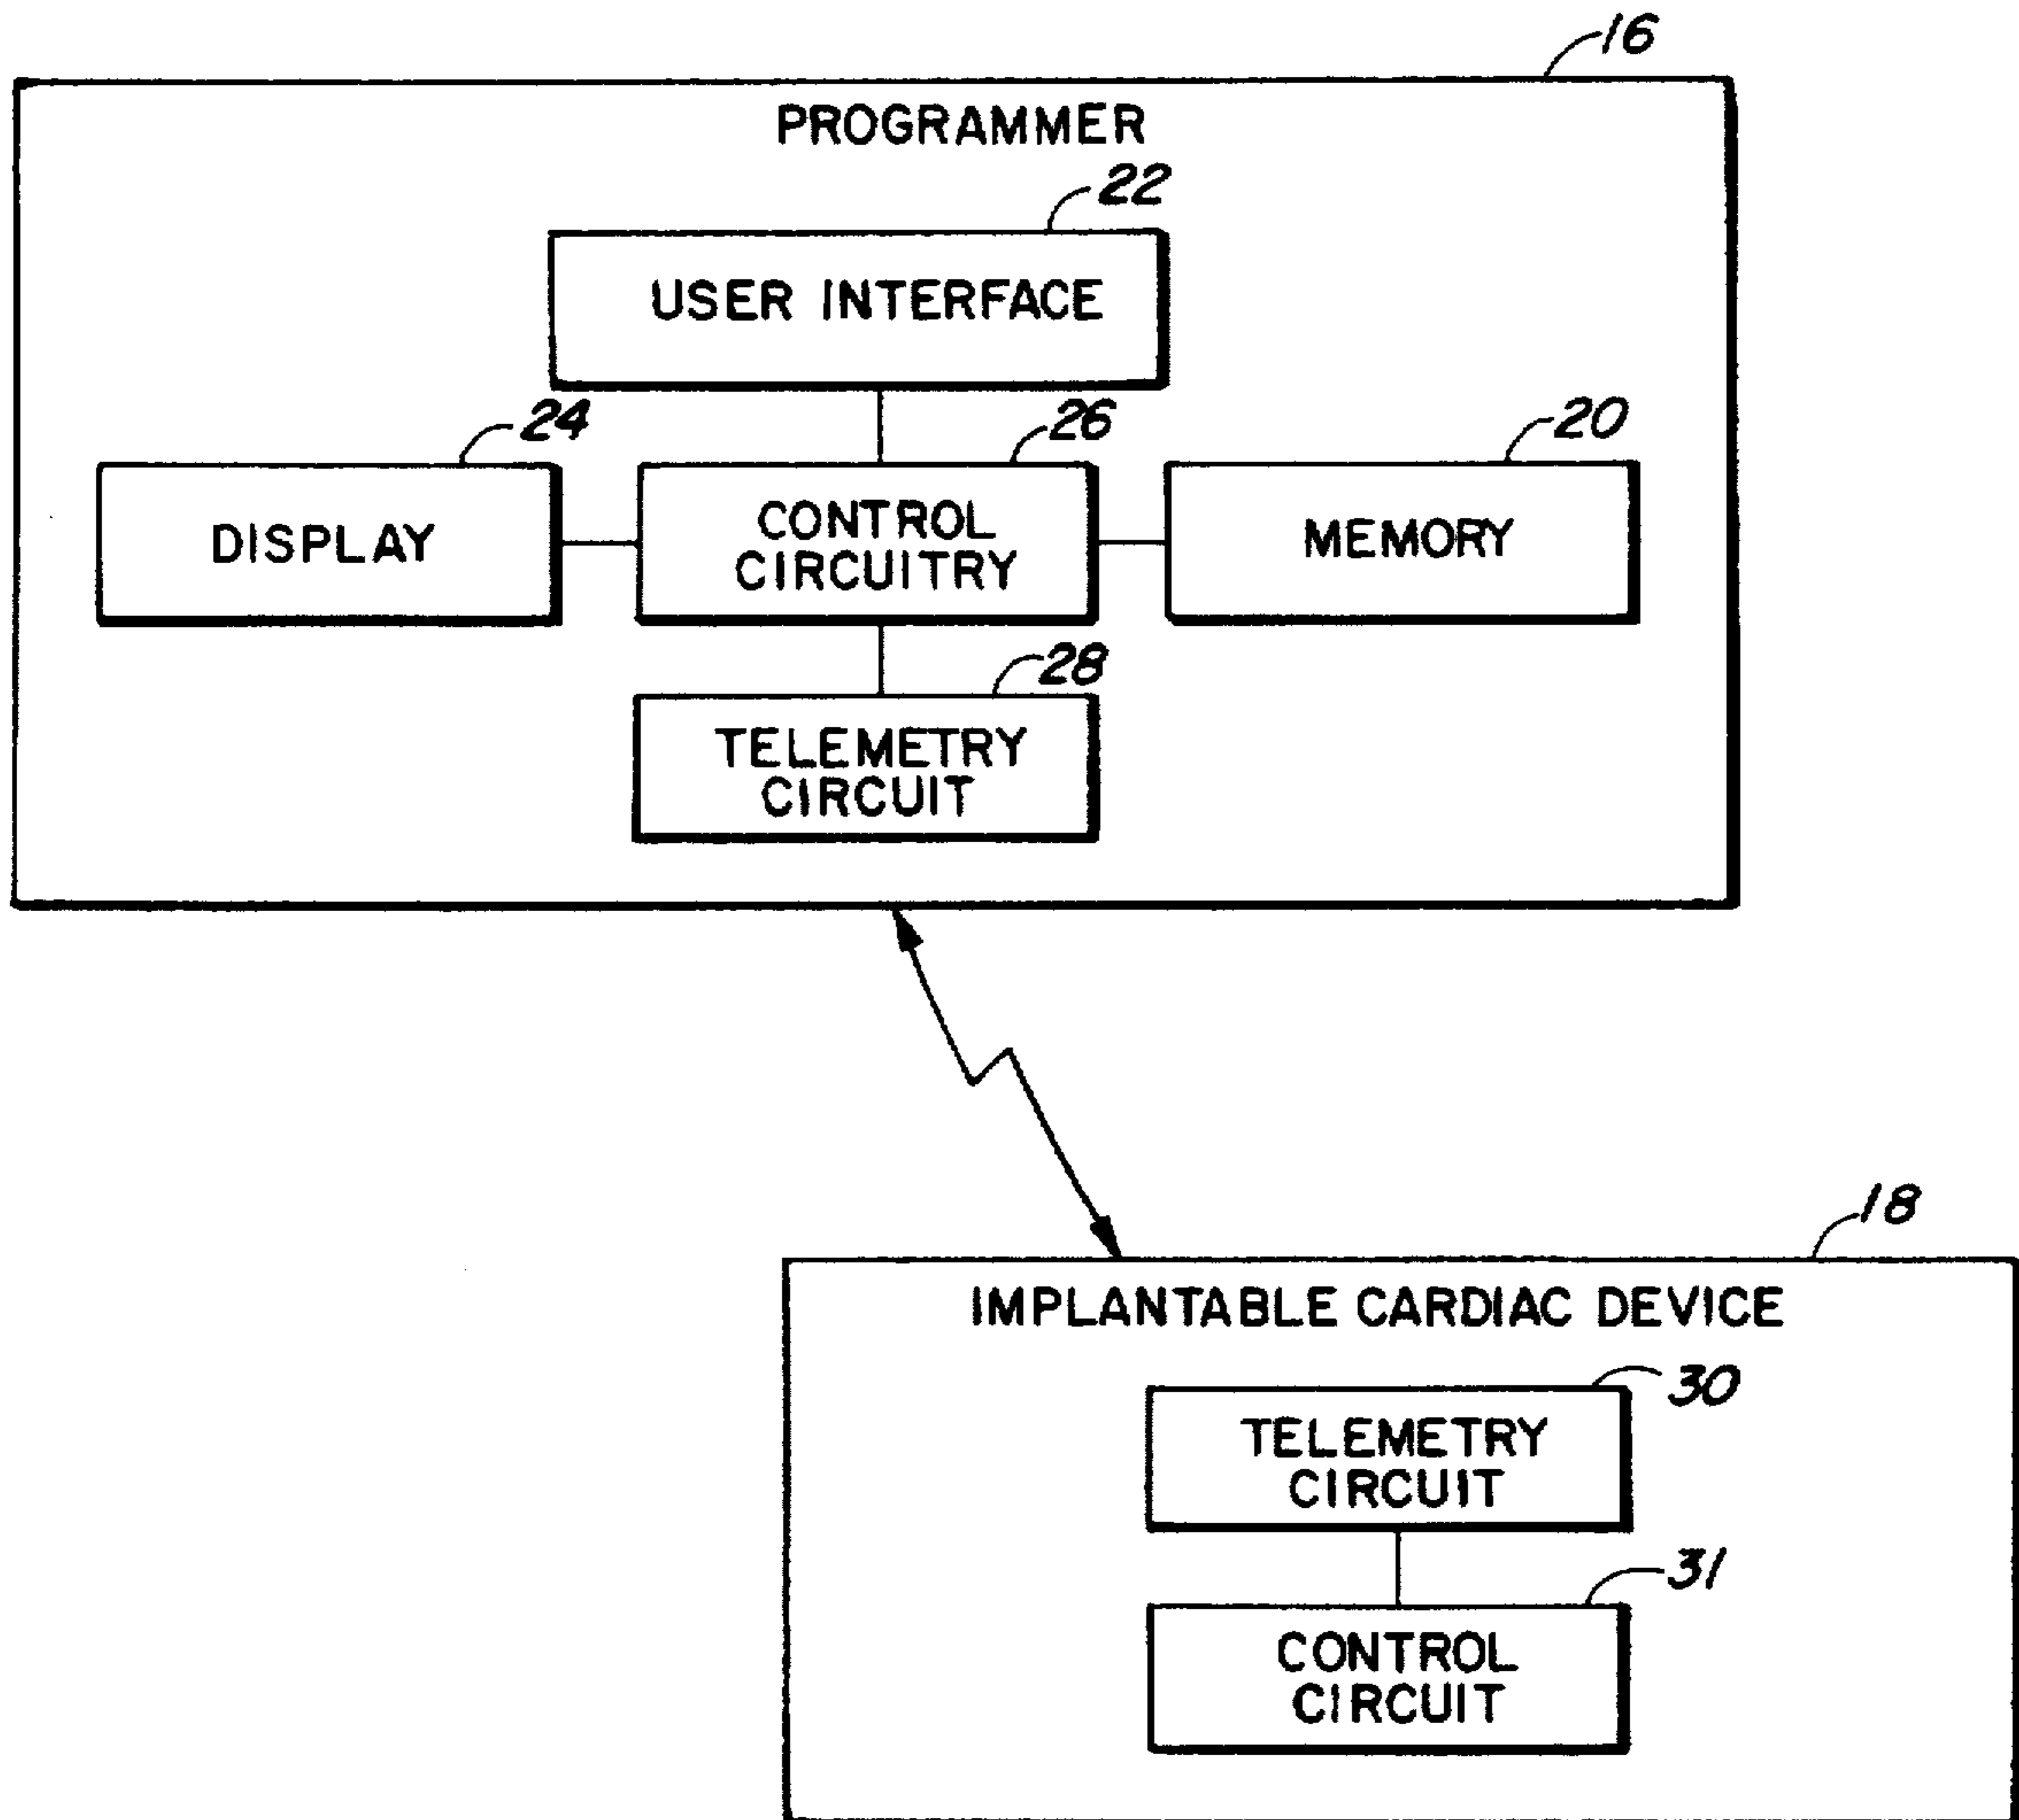 16
PROGRAMMER
22
USER INTERFACE
24
26
20
DISPLAY
CONTROL
CIRCUITRY
MEMORY
28
TELEMETRY
CIRCUIT
18
IMPLANTABLE CARDIAC DEVICE
30
TELEMETRY
CIRCUIT
31
CONTROL
CIRCUIT